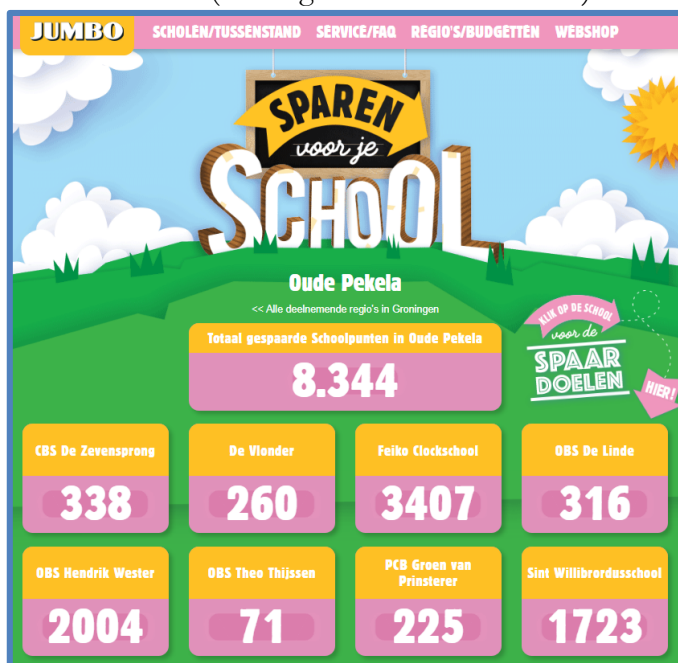 JUMBO SCHOLEN/TUSSENSTAND SERVICE/FAQ REGIO'S/BUDGETTEN WEBSHOP
SPAREN
voor je
SCHOOL
Oude Pekela
<< Alle deelnemende regio's in Groningen
KLIK OP DE SCHOOL
voor de
SPAAR
DOELEN
HIER!
Totaal gespaarde Schoolpunten in Oude Pekela
8.344
CBS De Zevensprong
338
De Vlonder
260
Feiko Clockschool
3407
OBS De Linde
316
OBS Hendrik Wester
2004
OBS Theo Thijssen
71
PCB Groen van
Prinsterer
225
Sint Willibrordusschool
1723